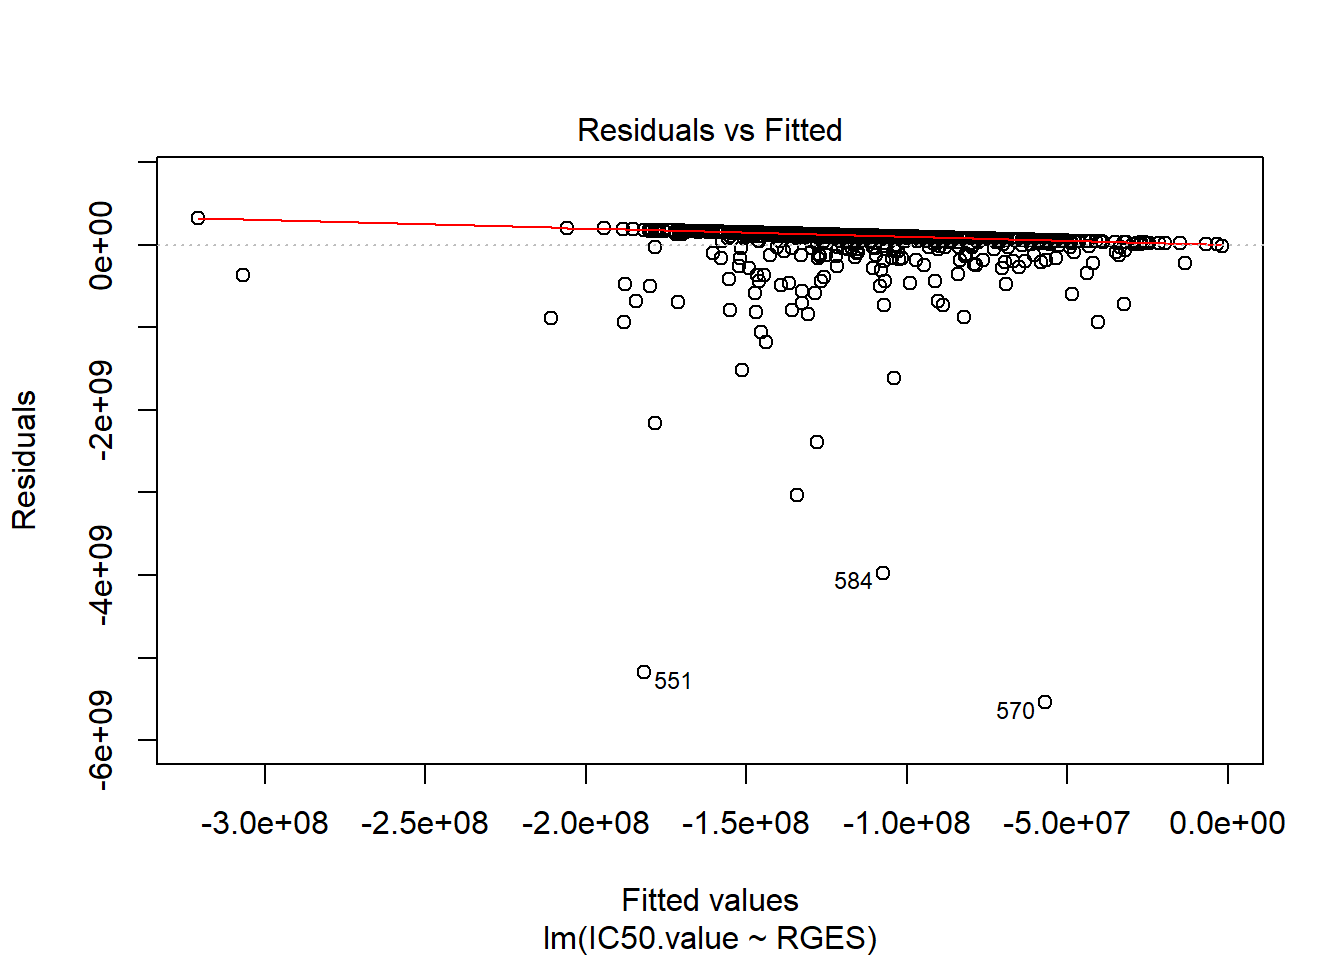 Residuals vs Fitted
Residuals
0e+00
-2e+09
-4e+09
-6e+09
584
551
570
-3.0e+08 -2.5e+08 -2.0e+08 -1.5e+08 -1.0e+08 -5.0e+07 0.0e+00
Fitted values
lm(IC50.value ~ RGES)